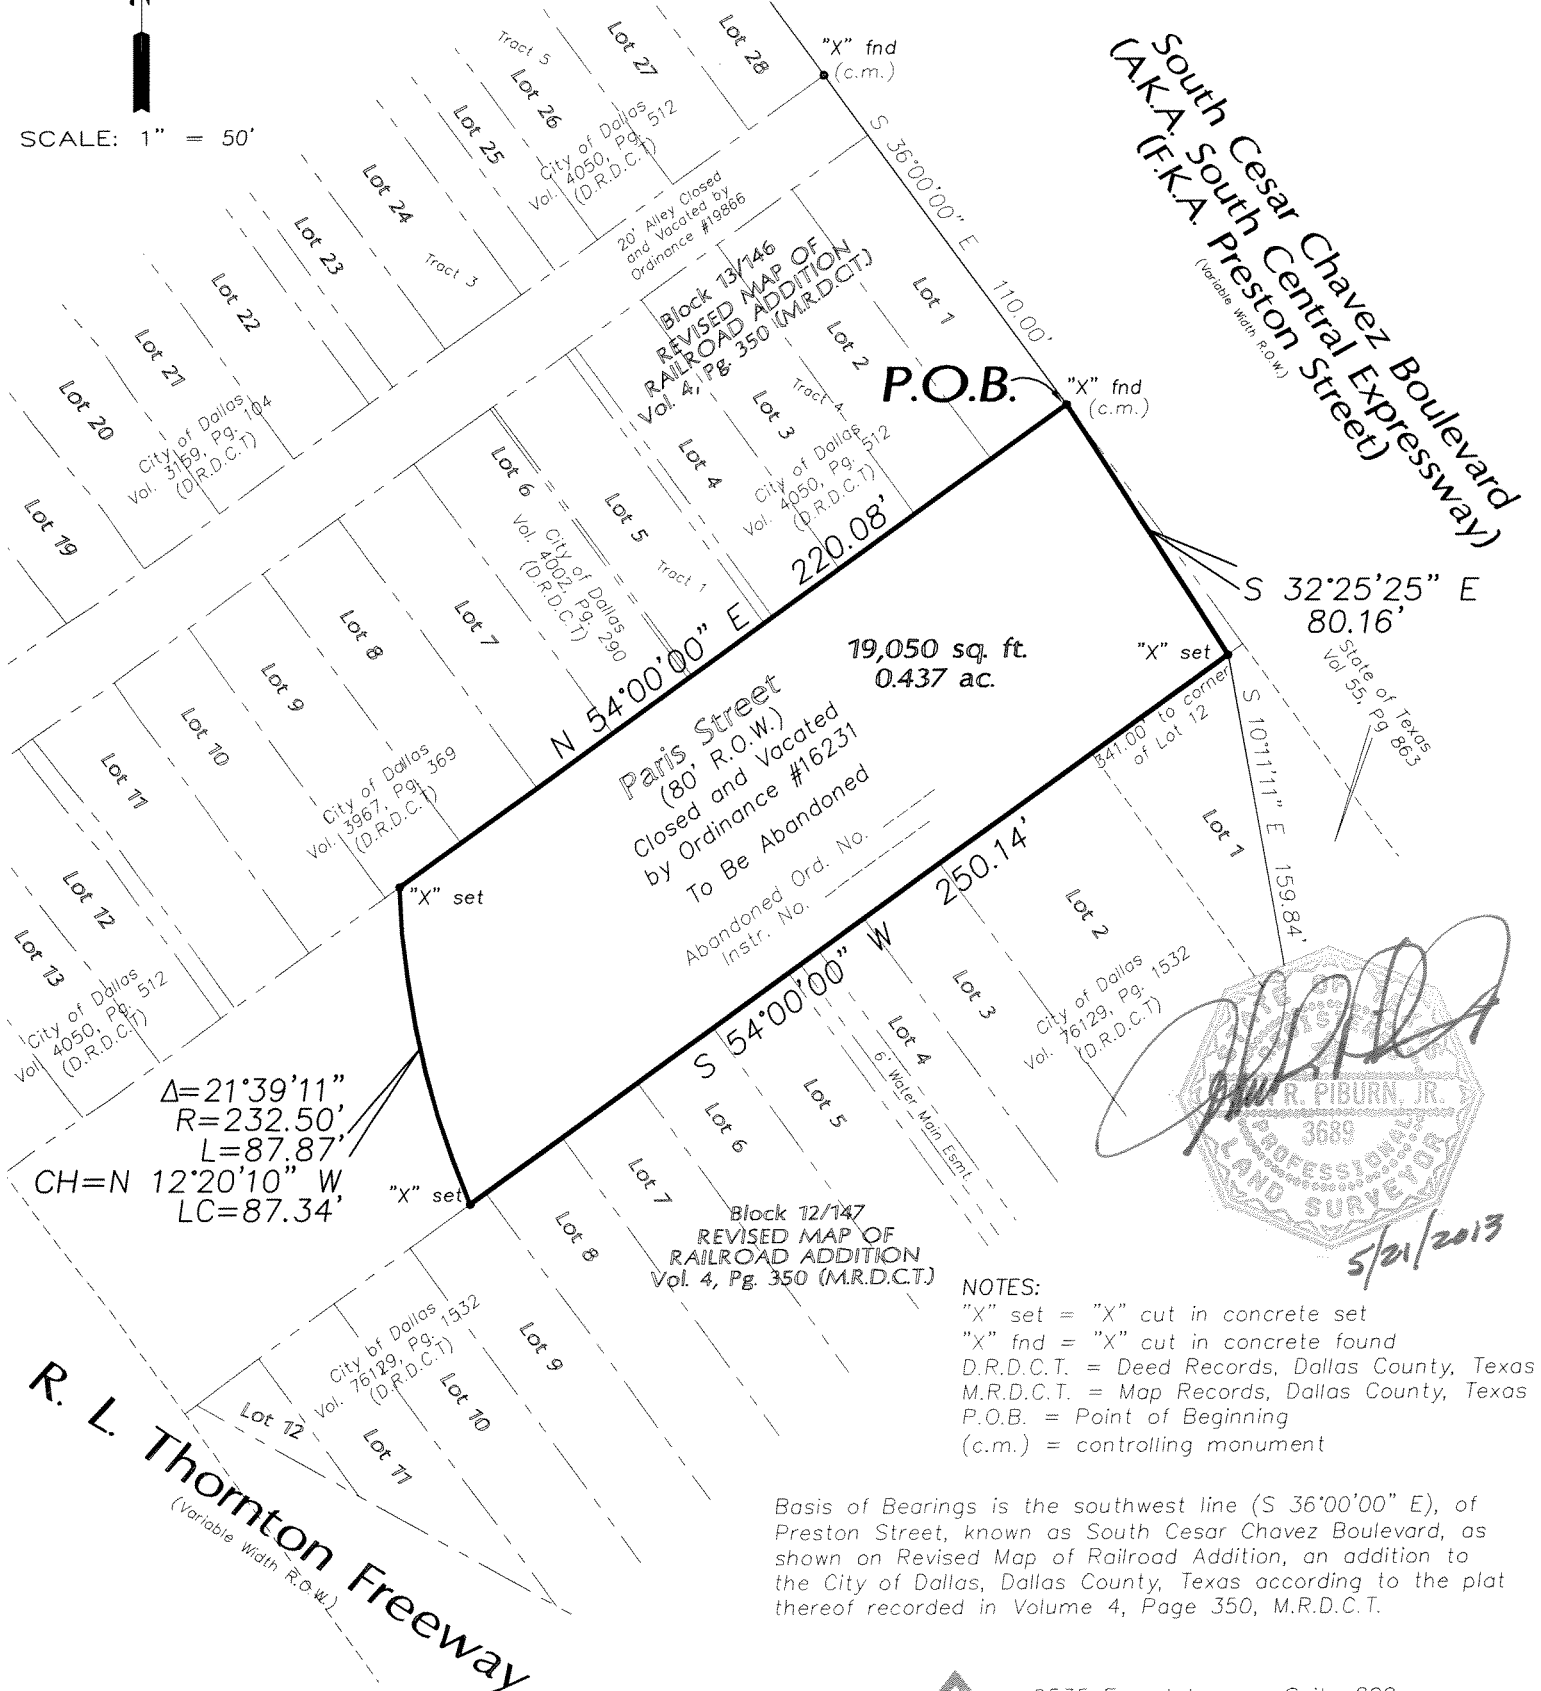 N
SCALE: 1" = 50'
"X" fnd
(c.m.)
South Cesar Chavez Boulevard
(A.K.A. South Central Expressway)
(F.K.A. Preston Street)
(Variable Width R.O.W.)
Lot 28
Lot 27
Tract 5
Lot 26
Lot 25
Lot 24
Lot 23
Lot 22
Lot 21
Lot 20
Lot 19
Tract 3
City of Dallas
Vol. 4050, Pg. 512
(D.R.D.C.T)
20' Alley Closed
and Vacated by
Ordinance #19866
S 36°00'00" E 110.00'
City of Dallas
Vol. 3159, Pg. 104
(D.R.D.C.T)
Block 13/146
REVISED MAP OF
RAILROAD ADDITION
Vol. 4, Pg. 350 (M.R.D.C.T.)
Lot 1
Lot 2
Tract 4
Lot 3
Lot 4
Lot 5
Tract 1
Lot 6
Lot 7
Lot 8
Lot 9
Lot 10
Lot 11
Lot 12
Lot 13
City of Dallas
Vol. 4050, Pg. 512
(D.R.D.C.T)
City of Dallas
Vol. 4002, Pg. 290
(D.R.D.C.T)
City of Dallas
Vol. 3967, Pg. 369
(D.R.D.C.T)
City of Dallas
Vol. 4050, Pg. 512
(D.R.D.C.T)
P.O.B.
"X" fnd
(c.m.)
N 54°00'00" E 220.08'
S 32°25'25" E
80.16'
"X" set
19,050 sq. ft.
0.437 ac.
State of Texas
Vol 55, Pg 863
341.00' to corner
of Lot 12
S 10°11'11" E 159.84'
Paris Street
(80' R.O.W.)
Closed and Vacated
by Ordinance #16231
To Be Abandoned
Abandoned Ord. No.
Instr. No.
"X" set
S 54°00'00" W 250.14'
Δ=21°39'11"
R=232.50'
L=87.87'
CH=N 12°20'10" W
LC=87.34'
"X" set
Lot 1
Lot 2
Lot 3
Lot 4
6' Water Main Esmt.
Lot 5
Lot 6
Lot 7
Lot 8
Lot 9
Lot 10
Lot 11
Lot 12
City of Dallas
Vol. 76129, Pg. 1532
(D.R.D.C.T)
City of Dallas
Vol. 76129, Pg. 1532
(D.R.D.C.T)
Block 12/147
REVISED MAP OF
RAILROAD ADDITION
Vol. 4, Pg. 350 (M.R.D.C.T.)
R. L. Thornton Freeway
(Variable Width R.O.W.)
R. PIBURN, JR.
3689
PROFESSIONAL
LAND SURVEYOR
5/21/2013
NOTES:
"X" set = "X" cut in concrete set
"X" fnd = "X" cut in concrete found
D.R.D.C.T. = Deed Records, Dallas County, Texas
M.R.D.C.T. = Map Records, Dallas County, Texas
P.O.B. = Point of Beginning
(c.m.) = controlling monument
Basis of Bearings is the southwest line (S 36°00'00" E), of
Preston Street, known as South Cesar Chavez Boulevard, as
shown on Revised Map of Railroad Addition, an addition to
the City of Dallas, Dallas County, Texas according to the plat
thereof recorded in Volume 4, Page 350, M.R.D.C.T.